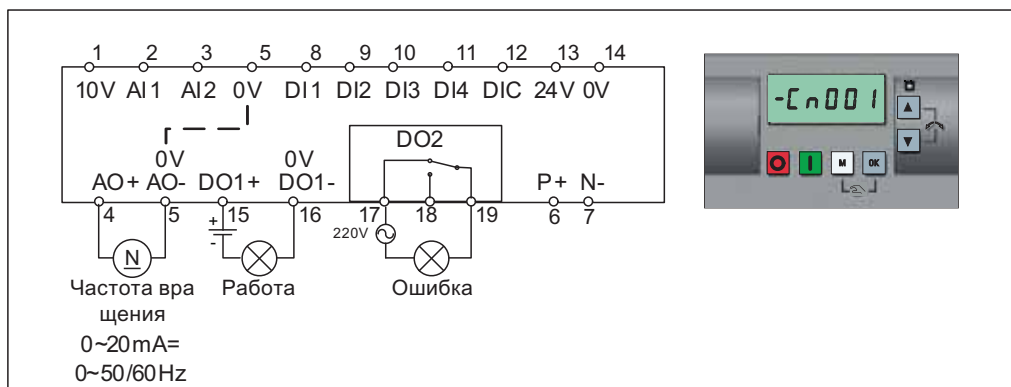 1 2 3 5 8 9 10 11 12 13 14
10V AI1 AI2 0V DI1 DI2 DI3 DI4 DIC 24V 0V
-Cn001
DO2
0V 0V
AO+ AO- DO1+ DO1- P+ N-
4 5 15 16 17 18 19 6 7
+
-
220V
N
M OK
Частота вра Работа Ошибка
щения
0~20mA=
0~50/60Hz